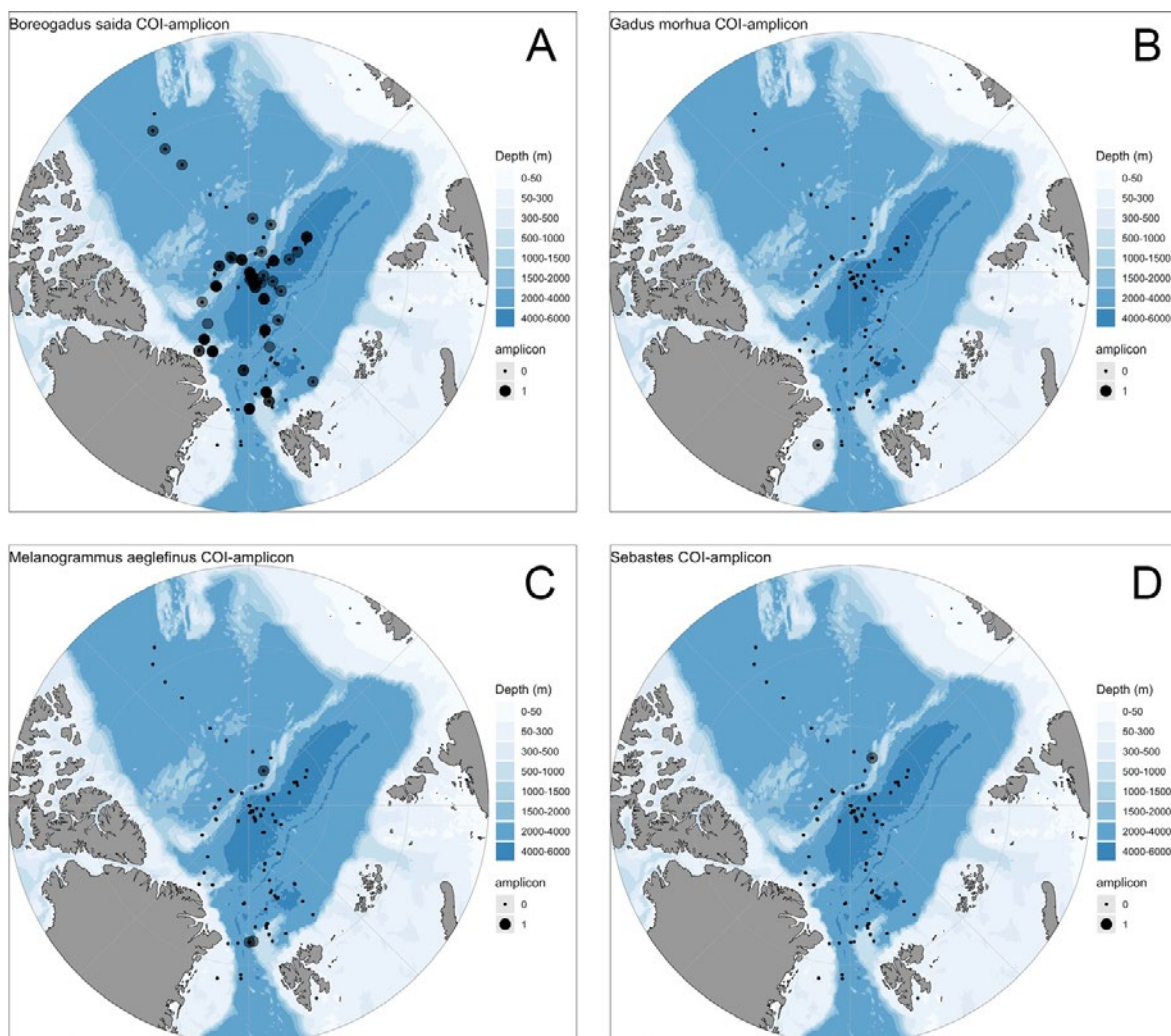 Boreogadus saida COI-amplicon
A
Depth (m)
0-50
50-300
300-500
500-1000
1000-1500
1500-2000
2000-4000
4000-6000
amplicon
0
1
Gadus morhua COI-amplicon
B
Depth (m)
0-50
50-300
300-500
500-1000
1000-1500
1500-2000
2000-4000
4000-6000
amplicon
0
1
Melanogrammus aeglefinus COI-amplicon
C
Depth (m)
0-50
50-300
300-500
500-1000
1000-1500
1500-2000
2000-4000
4000-6000
amplicon
0
1
Sebastes COI-amplicon
D
Depth (m)
0-50
50-300
300-500
500-1000
1000-1500
1500-2000
2000-4000
4000-6000
amplicon
0
1